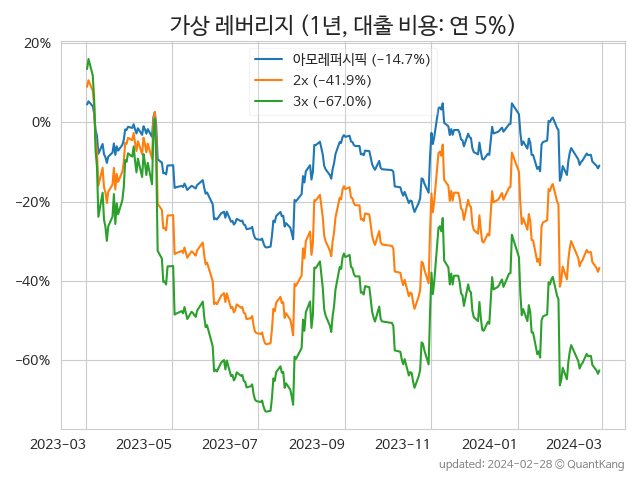 가상 레버리지 (1년, 대출 비용: 연 5%)
아모레퍼시픽 (−14.7%)
2x (−41.9%)
3x (−67.0%)
20%
0%
−20%
−40%
−60%
2023-03 2023-05 2023-07 2023-09 2023-11 2024-01 2024-03
updated: 2024-02-28 ⓒ QuantKang